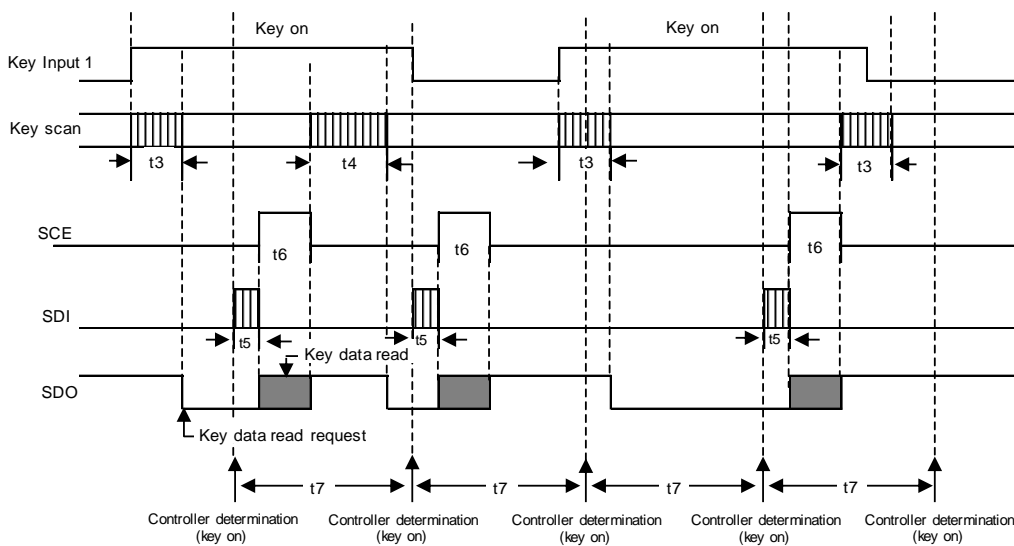 Key on
Key on
Key Input 1
Key scan
t3
t4
t3
t3
SCE
t6
t6
t6
SDI
t5
t5
t5
Key data read
SDO
Key data read request
t7
t7
t7
t7
Controller determination
(key on)
Controller determination
(key on)
Controller determination
(key on)
Controller determination
(key on)
Controller determination
(key on)